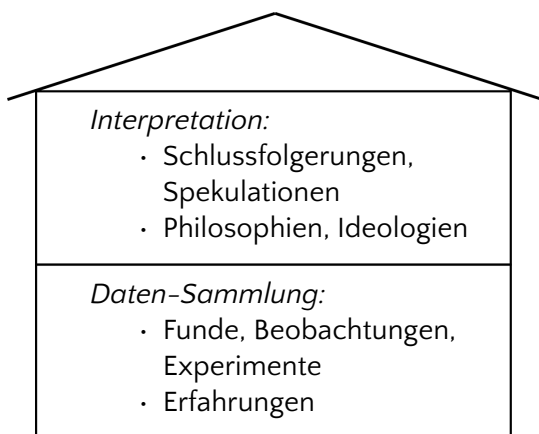 Interpretation:
· Schlussfolgerungen,
Spekulationen
· Philosophien, Ideologien
Daten-Sammlung:
· Funde, Beobachtungen,
Experimente
· Erfahrungen